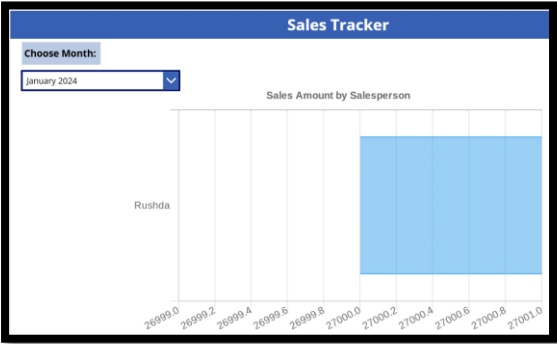 Sales Tracker
Choose Month:
January 2024
Sales Amount by Salesperson
Rushda
26999.0 26999.2 26999.4 26999.6 26999.8 27000.0 27000.2 27000.4 27000.6 27000.8 27001.0